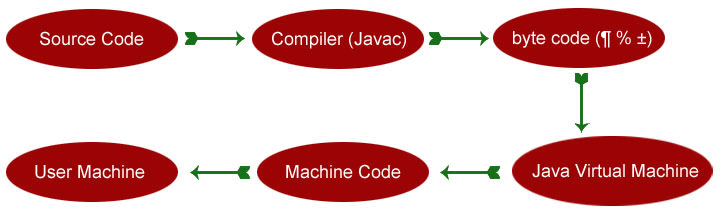 Source Code
Compiler (Javac)
byte code (¶ % ±)
Java Virtual Machine
Machine Code
User Machine